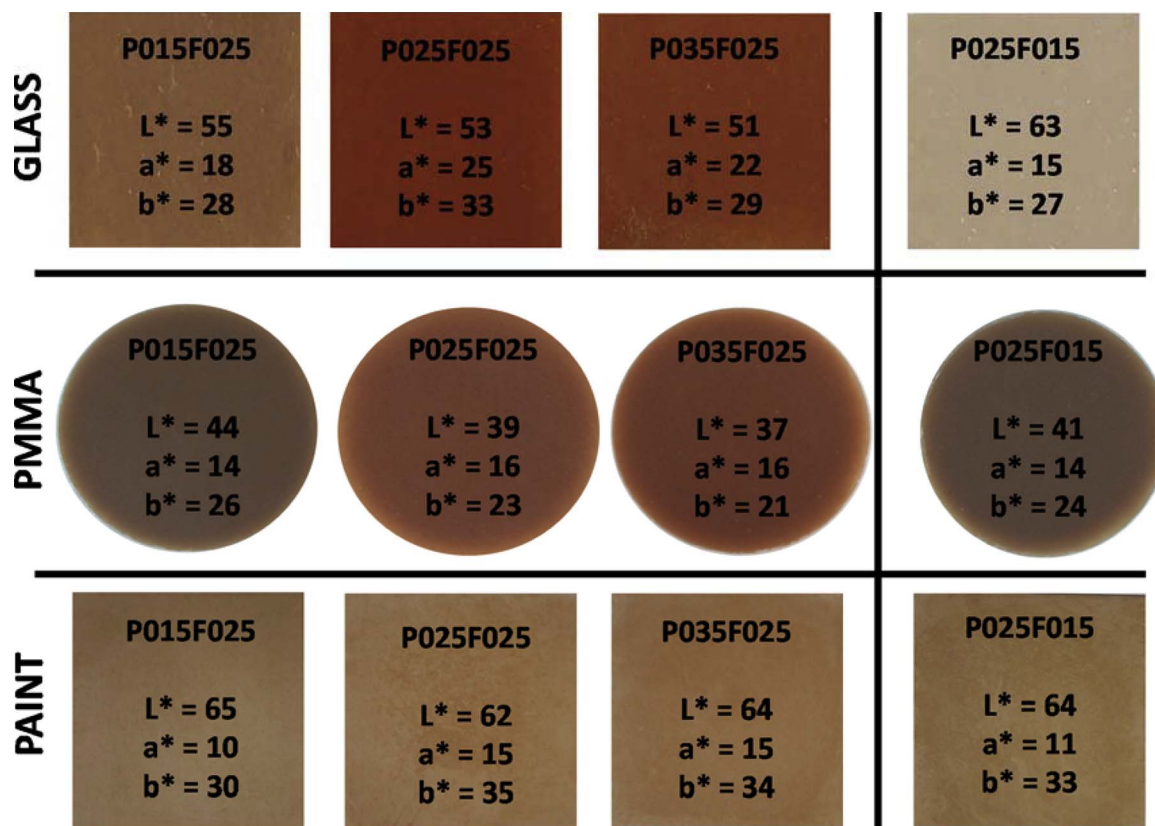 GLASS
P015F025
L* = 55
a* = 18
b* = 28
P025F025
L* = 53
a* = 25
b* = 33
P035F025
L* = 51
a* = 22
b* = 29
P025F015
L* = 63
a* = 15
b* = 27
PMMA
P015F025
L* = 44
a* = 14
b* = 26
P025F025
L* = 39
a* = 16
b* = 23
P035F025
L* = 37
a* = 16
b* = 21
P025F015
L* = 41
a* = 14
b* = 24
PAINT
P015F025
L* = 65
a* = 10
b* = 30
P025F025
L* = 62
a* = 15
b* = 35
P035F025
L* = 64
a* = 15
b* = 34
P025F015
L* = 64
a* = 11
b* = 33